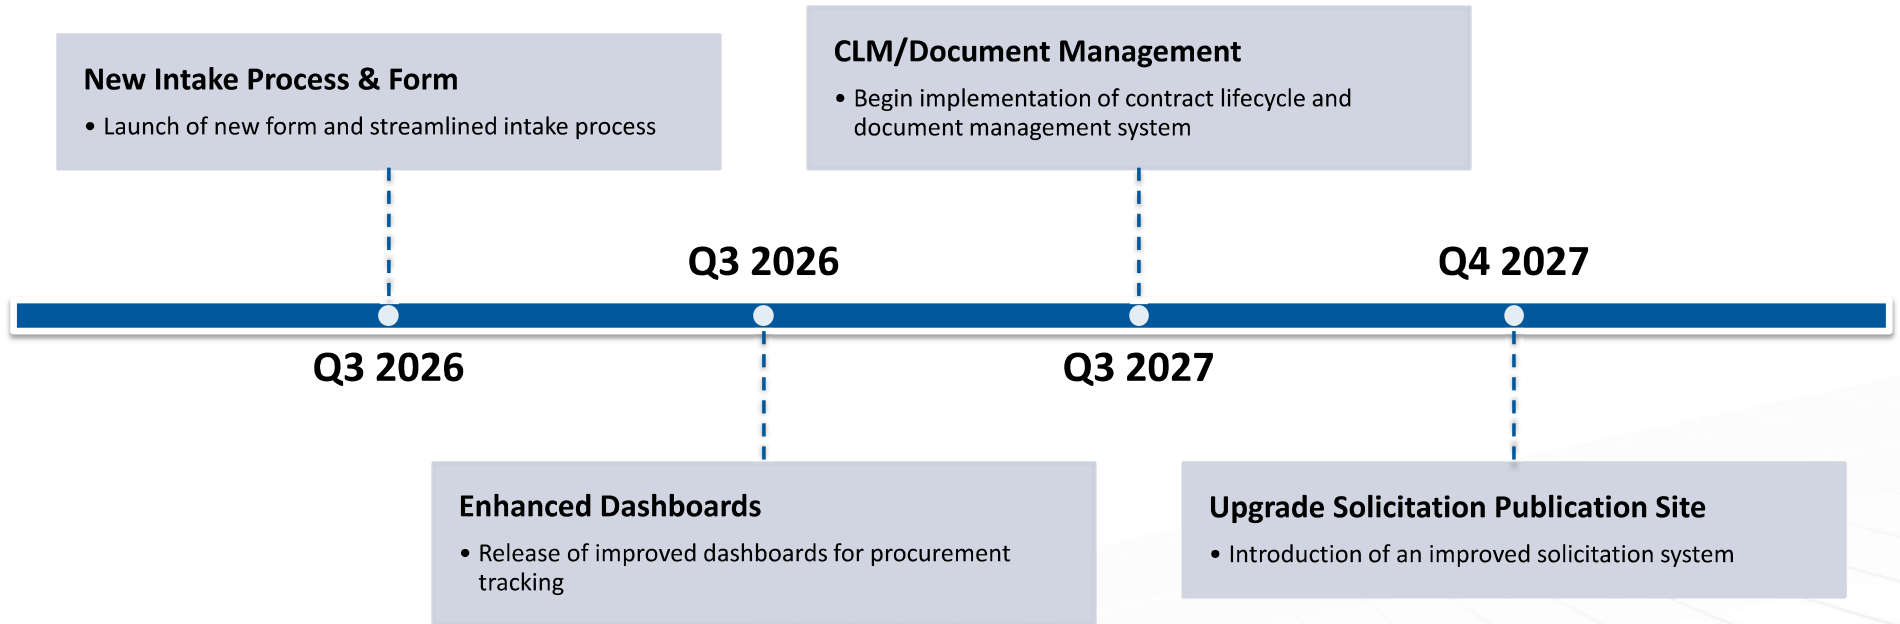 New Intake Process & Form
• Launch of new form and streamlined intake process
CLM/Document Management
• Begin implementation of contract lifecycle and
document management system
Q3 2026
Q4 2027
Q3 2026
Q3 2027
Enhanced Dashboards
• Release of improved dashboards for procurement
tracking
Upgrade Solicitation Publication Site
• Introduction of an improved solicitation system